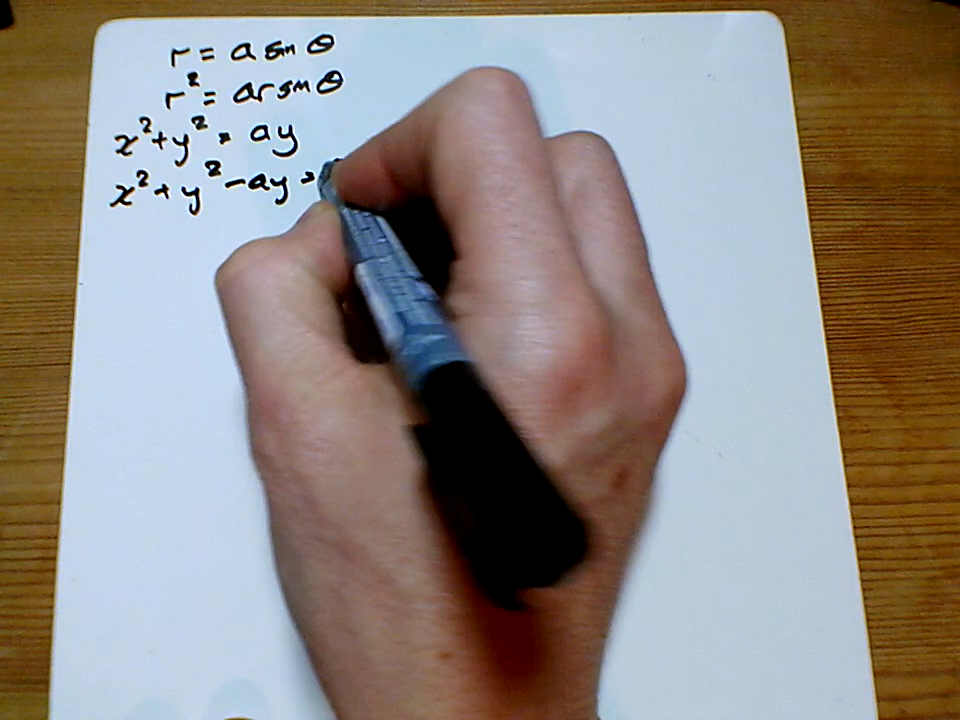 r = a sin θ
r² = ar sin θ
x² + y² = ay
x² + y² - ay =